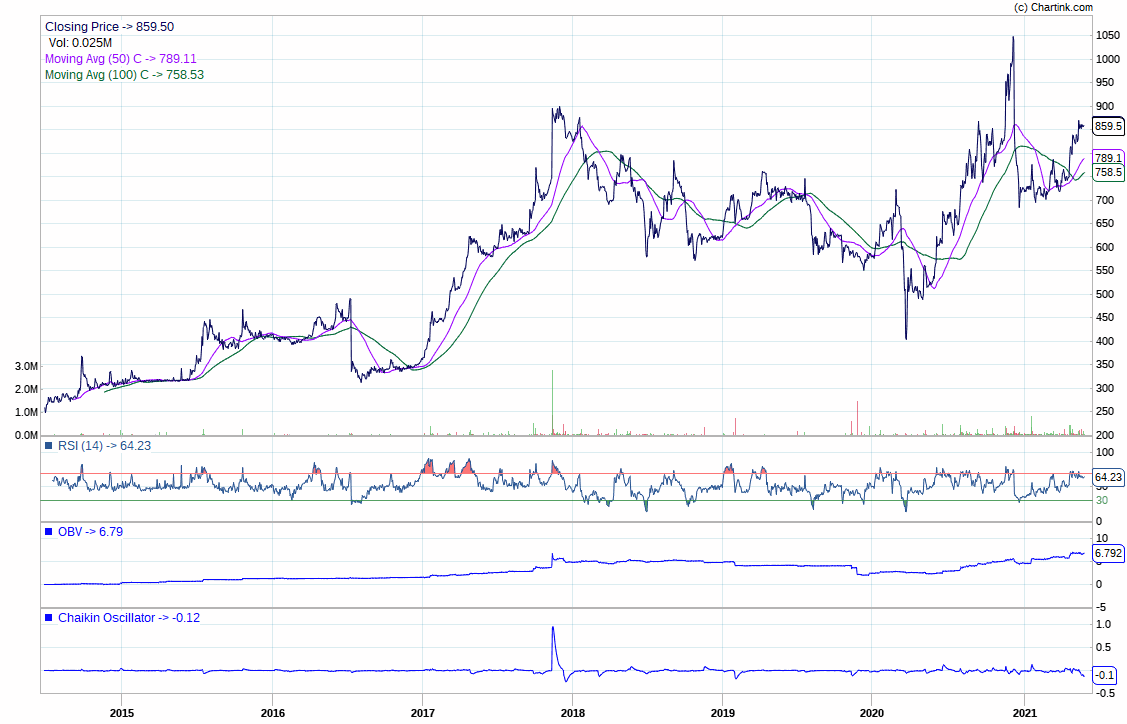 (c) Chartink.com
Closing Price -> 859.50
Vol: 0.025M
Moving Avg (50) C -> 789.11
Moving Avg (100) C -> 758.53
1050
1000
950
900
859.5
789.1
758.5
700
650
600
550
500
450
400
350
300
250
200
3.0M
2.0M
1.0M
0.0M
RSI (14) -> 64.23
100
64.23
30
0
OBV -> 6.79
10
6.792
0
-5
Chaikin Oscillator -> -0.12
1.0
0.5
-0.1
-0.5
2015 2016 2017 2018 2019 2020 2021